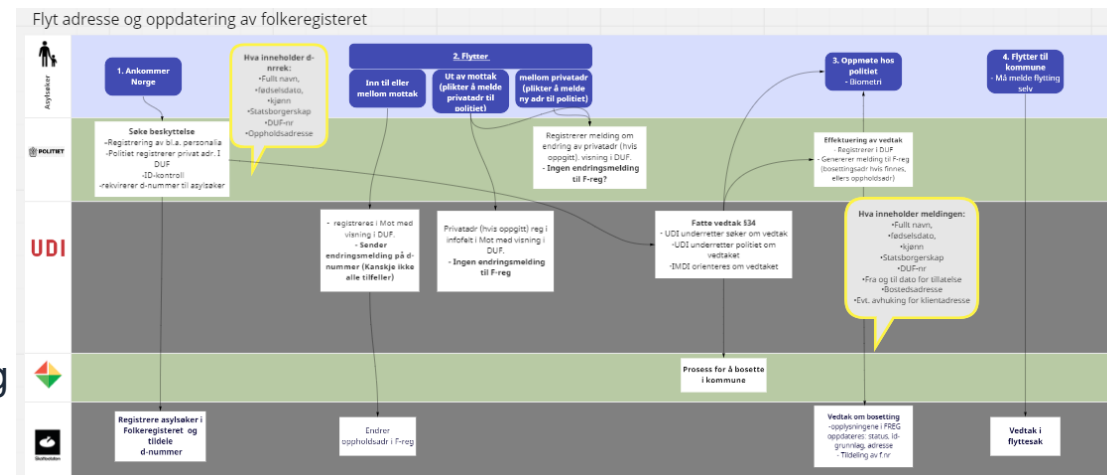 Flyt adresse og oppdatering av folkeregisteret
Asylsøker
1. Ankommer
Norge
Hva inneholder d-
nrrek:
•Fullt navn,
•fødselsdato,
•kjønn
•Statsborgerskap
•DUF-nr
•Oppholdsadresse
2. Flytter
Inn til eller
mellom mottak
Ut av mottak
(plikter å melde
privatadr til
politiet)
mellom privatadr
(plikter å melde
ny adr til politiet)
3. Oppmøte hos
politiet
- Biometri
4. Flytter til
kommune
- Må melde flytting
selv
POLITIET
Søke beskyttelse
-Registrering av bl.a. personalia
-Politiet registrerer privat adr. I
DUF
-ID-kontroll
-rekvirerer d-nummer til asylsøker
Registrerer melding om
endring av privatadr (hvis
oppgitt). visning i DUF.
- Ingen endringsmelding
til F-reg?
Effektuering av vedtak
- Registrerer i DUF
- Genererer melding til F-reg
(bosettingsadr hvis finnes,
ellers oppholdsadr)
UDI
- registreres i Mot med
visning i DUF.
- Sender
endringsmelding på d-
nummer (Kanskje ikke
alle tilfeller)
Privatadr (hvis oppgitt) reg i
infofelt i Mot med visning i
DUF.
- Ingen endringsmelding
til F-reg
Fatte vedtak §34
- UDI underretter søker om vedtak
-UDI underretter politiet om
vedtaket
-IMDI orienteres om vedtaket
Hva inneholder meldingen:
•Fullt navn,
•fødselsdato,
•kjønn
•Statsborgerskap
•DUF-nr
•Fra og til dato for tillatelse
•Bostedsadresse
•Evt. avhuking for klientadresse
g
Prosess for å bosette
i kommune
Skatteetaten
Registrere asylsøker i
Folkeregisteret og
tildele
d-nummer
Endrer
oppholdsadr i F-reg
Vedtak om bosetting
-opplysningene i FREG
oppdateres: status, id-
grunnlag, adresse
- Tildeling av f.nr
Vedtak i
flyttesak